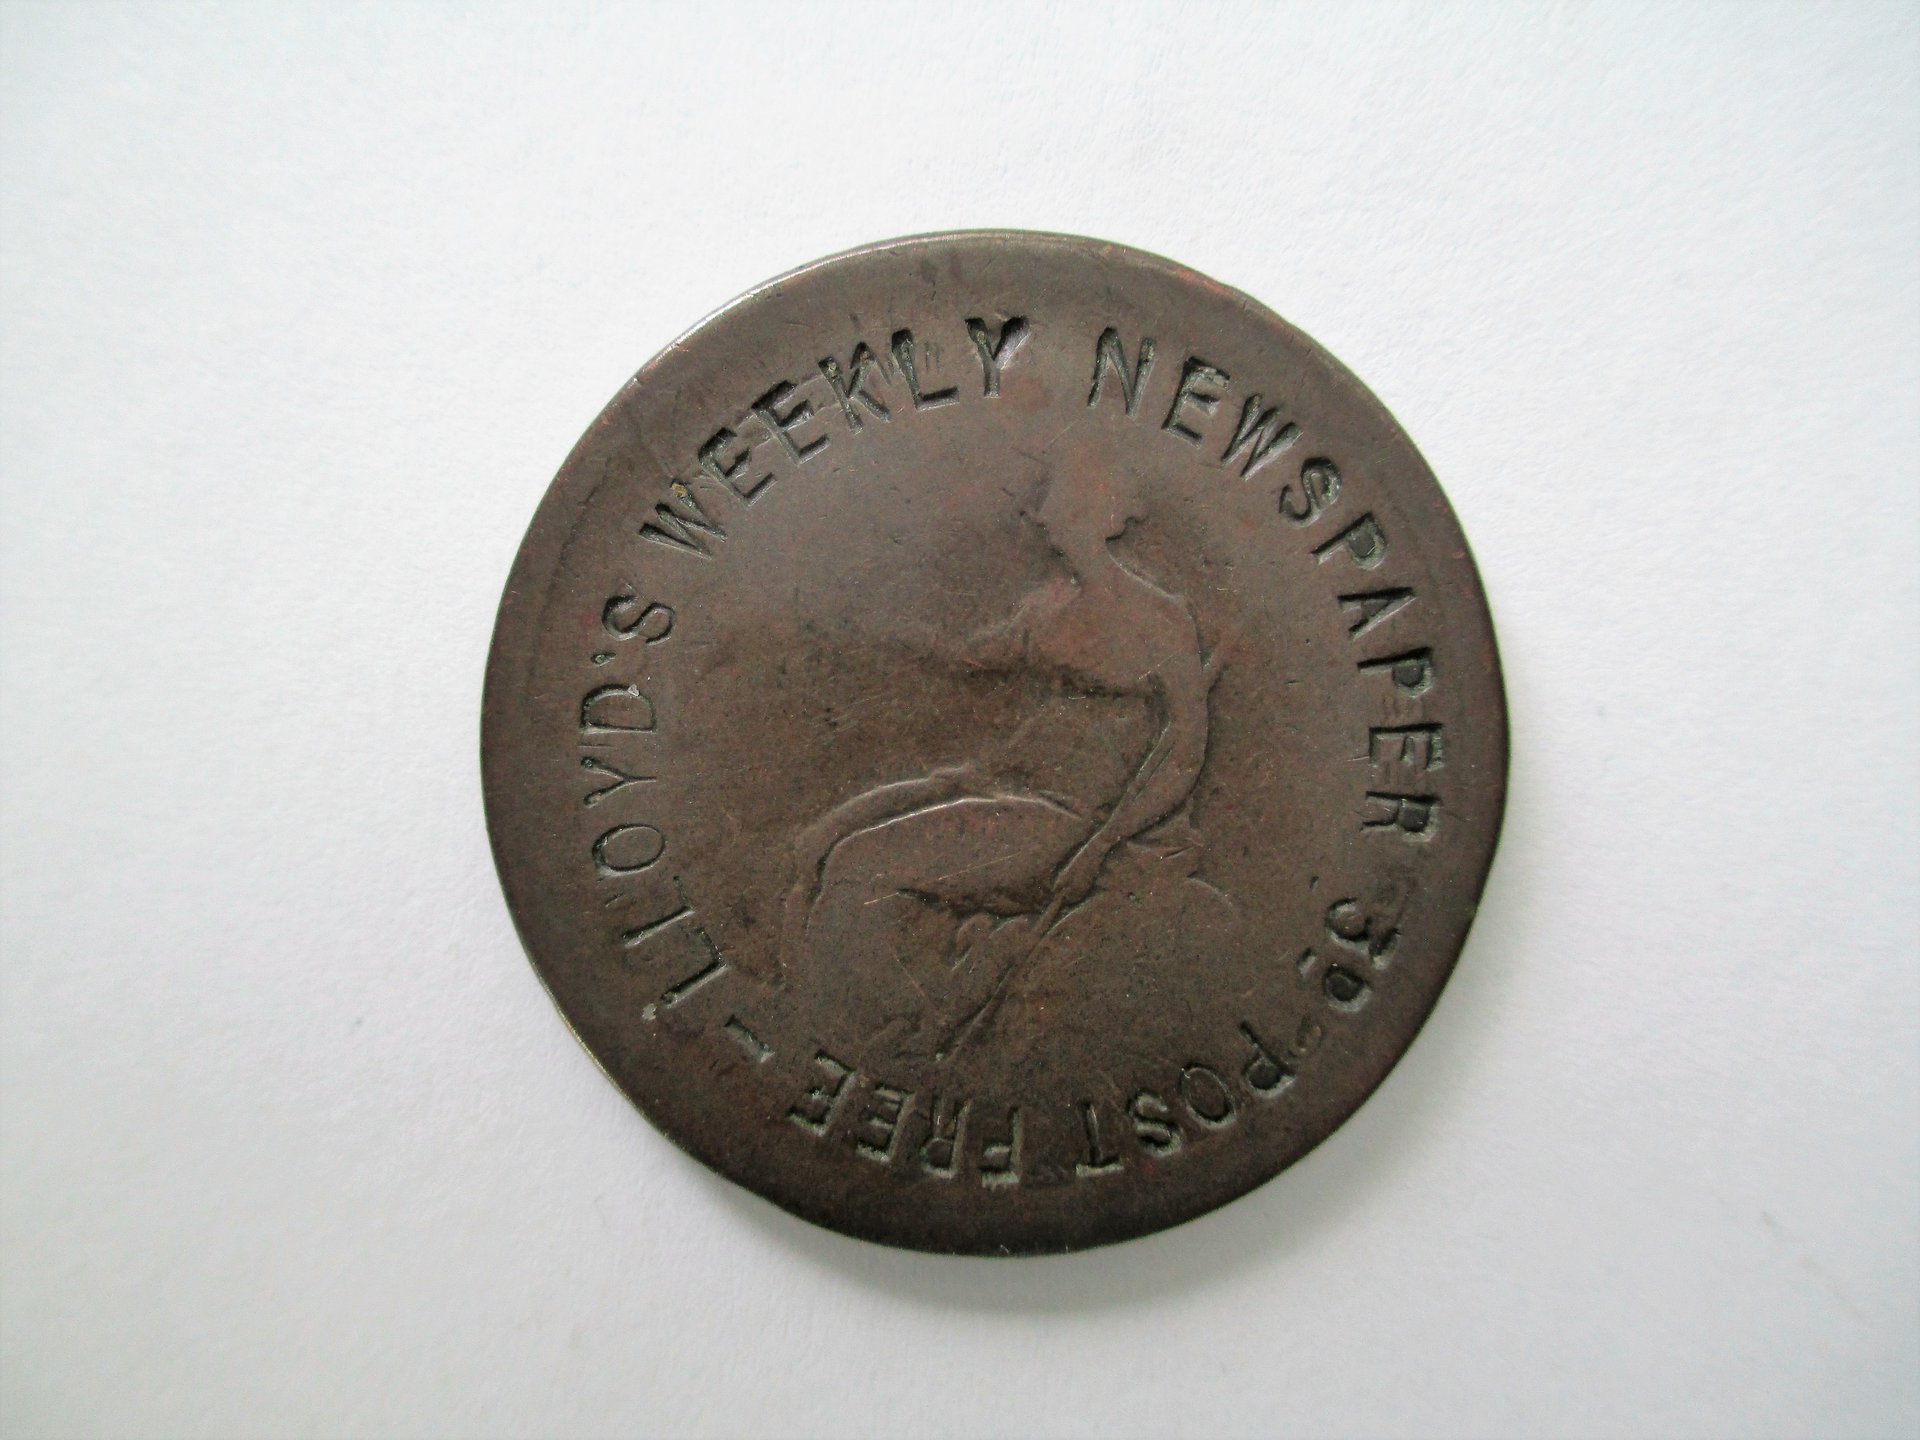 LLOYD'S WEEKLY NEWSPAPER 3D. POST FREE -